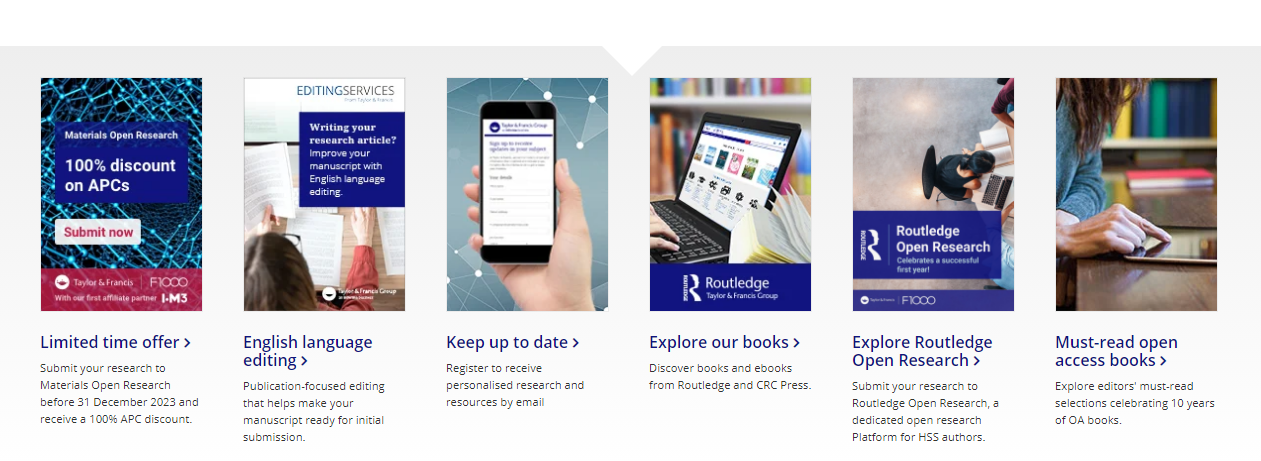 Materials Open Research
100% discount
on APCs
Submit now
Taylor & Francis
F1000
With our first affiliate partner I·M3
Limited time offer >
Submit your research to
Materials Open Research
before 31 December 2023 and
receive a 100% APC discount.
EDITINGSERVICES
From Taylor & Francis
Writing your
research article?
Improve your
manuscript with
English language
editing.
Taylor & Francis Group
English language
editing >
Publication-focused editing
that helps make your
manuscript ready for initial
submission.
Taylor & Francis Group
Sign up to receive
updates in your subject
Keep up to date >
Register to receive
personalised research and
resources by email
ROUTLEDGE
Routledge
Taylor & Francis Group
Explore our books >
Discover books and ebooks
from Routledge and CRC Press.
ROUTLEDGE
Routledge
Open Research
Celebrates a successful
first year!
Taylor & Francis
F1000
Explore Routledge
Open Research >
Submit your research to
Routledge Open Research, a
dedicated open research
Platform for HSS authors.
Must-read open
access books >
Explore editors' must-read
selections celebrating 10 years
of OA books.